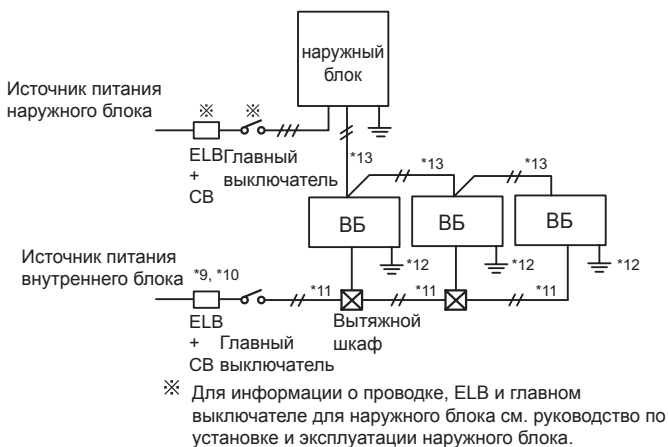 наружный
блок
Источник питания
наружного блока
※ ※
ELB
+
CB
Главный
выключатель
*13
*13
*13
ВБ
ВБ
ВБ
*12
*12
*12
Источник питания
внутреннего блока
*9, *10
*11
*11
*11
ELB
+
CB
Главный
выключатель
Вытяжной
шкаф
※ Для информации о проводке, ELB и главном
выключателе для наружного блока см. руководство по
установке и эксплуатации наружного блока.